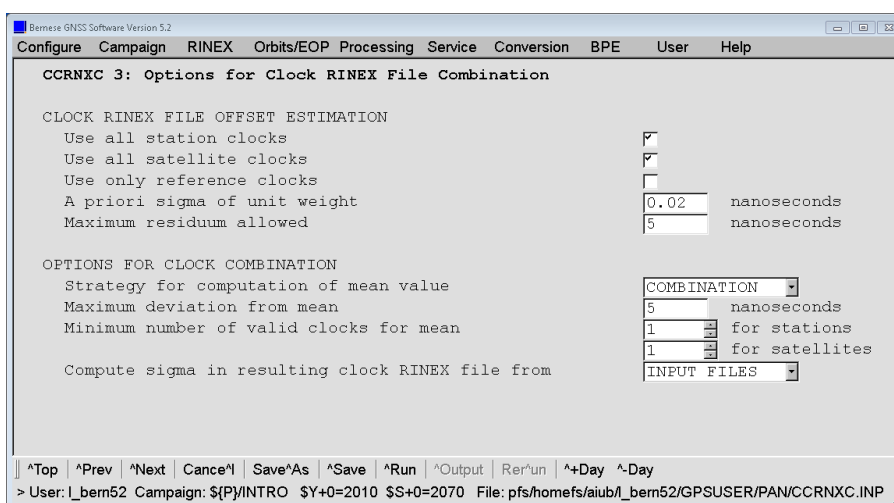 Bernese GNSS Software Version 5.2
Configure Campaign RINEX Orbits/EOP Processing Service Conversion BPE User Help
CCRNXC 3: Options for Clock RINEX File Combination
CLOCK RINEX FILE OFFSET ESTIMATION
Use all station clocks
Use all satellite clocks
Use only reference clocks
A priori sigma of unit weight 0.02 nanoseconds
Maximum residuum allowed 5 nanoseconds
OPTIONS FOR CLOCK COMBINATION
Strategy for computation of mean value COMBINATION
Maximum deviation from mean 5 nanoseconds
Minimum number of valid clocks for mean 1 for stations
1 for satellites
Compute sigma in resulting clock RINEX file from INPUT FILES
^Top | ^Prev | ^Next | Cance^l | Save^As | ^Save | ^Run | ^Output | Rer^un | ^+Day ^-Day
> User: l_bern52 Campaign: ${P}/INTRO $Y+0=2010 $S+0=2070 File: pfs/homefs/aiub/l_bern52/GPSUSER/PAN/CCRNXC.INP